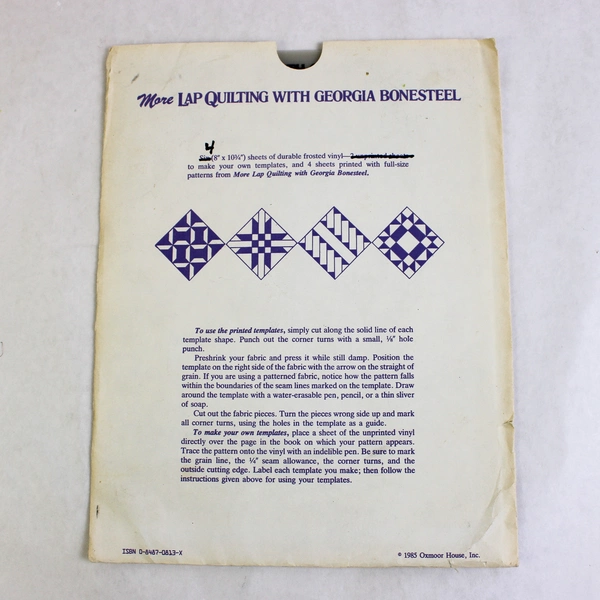 More LAP QUILTING WITH GEORGIA BONESTEEL
4
Six (8" x 10¾") sheets of durable frosted vinyl—2 unprinted sheets
to make your own templates, and 4 sheets printed with full-size
patterns from More Lap Quilting with Georgia Bonesteel.
To use the printed templates, simply cut along the solid line of each
template shape. Punch out the corner turns with a small, ⅛" hole
punch.
Preshrink your fabric and press it while still damp. Position the
template on the right side of the fabric with the arrow on the straight of
grain. If you are using a patterned fabric, notice how the pattern falls
within the boundaries of the seam lines marked on the template. Draw
around the template with a water-erasable pen, pencil, or a thin sliver
of soap.
Cut out the fabric pieces. Turn the pieces wrong side up and mark
all corner turns, using the holes in the template as a guide.
To make your own templates, place a sheet of the unprinted vinyl
directly over the page in the book on which your pattern appears.
Trace the pattern onto the vinyl with an indelible pen. Be sure to mark
the grain line, the ¼" seam allowance, the corner turns, and the
outside cutting edge. Label each template you make; then follow the
instructions given above for using your templates.
ISBN 0-8487-0813-X
© 1985 Oxmoor House, Inc.